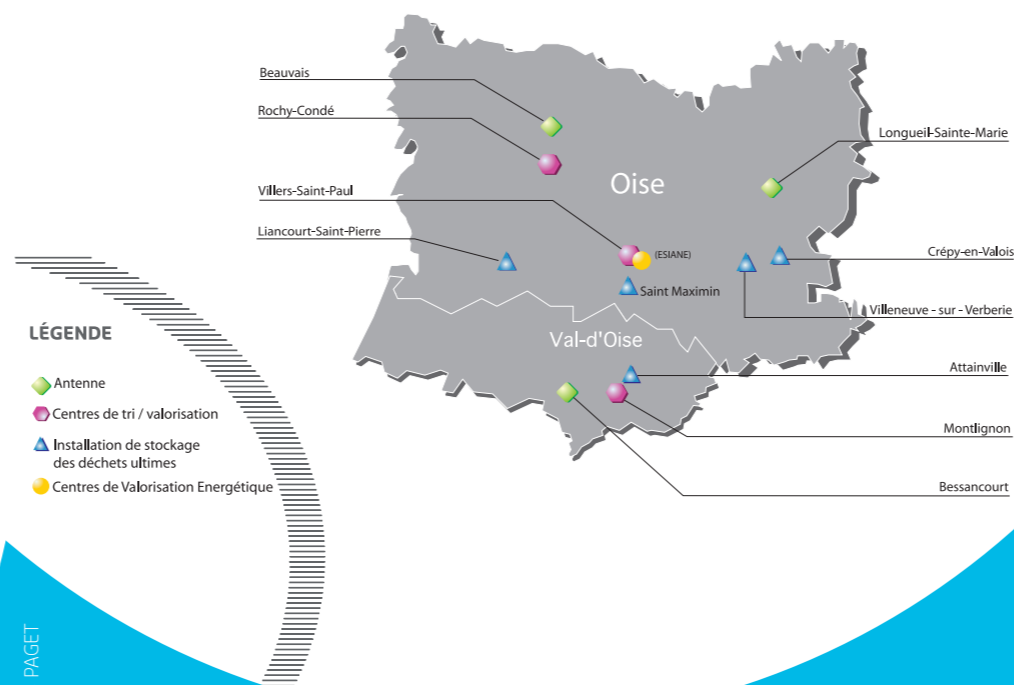 Beauvais
Rochy-Condé
Longueil-Sainte-Marie
Oise
Villers-Saint-Paul
Liancourt-Saint-Pierre
(ESIANE)
Crépy-en-Valois
Saint Maximin
Villeneuve - sur - Verberie
Val-d'Oise
Attainville
Montlignon
Bessancourt
LÉGENDE
Antenne
Centres de tri / valorisation
Installation de stockage
des déchets ultimes
Centres de Valorisation Energétique
PAGET